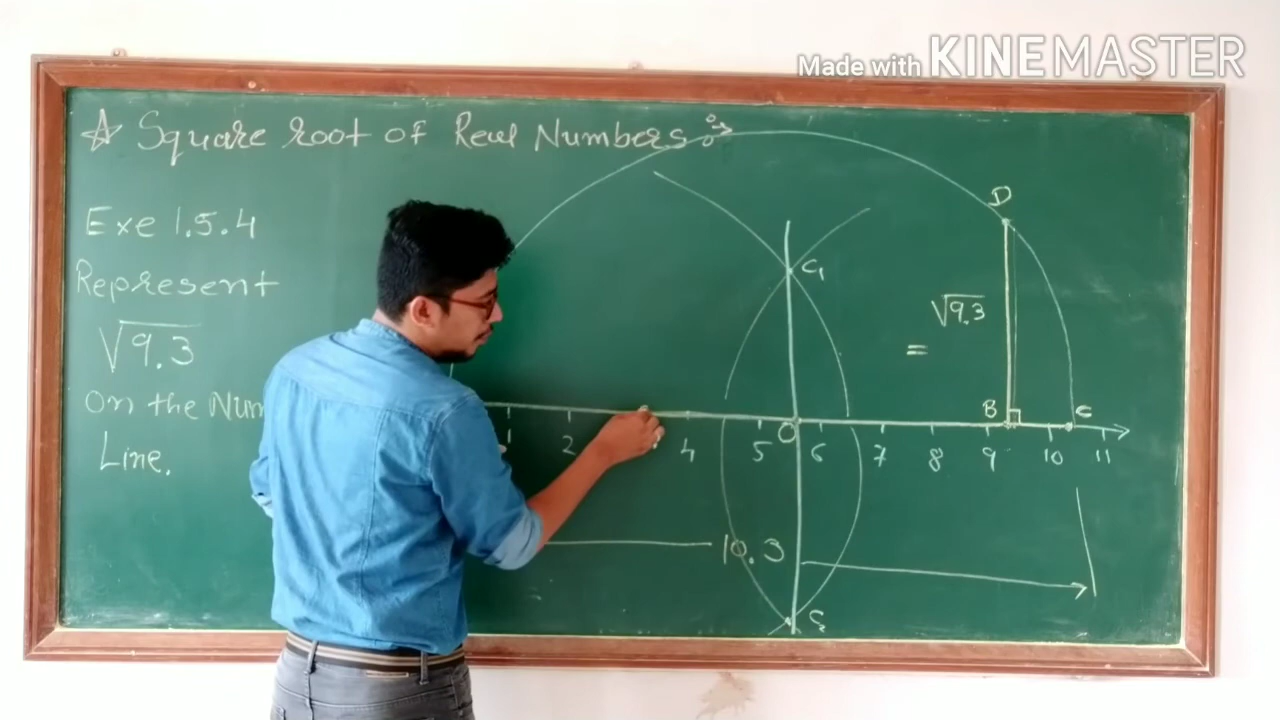 Made with KINEMASTER
☆ Square root of Real Numbers :→
Exe 1.5.4
Represent
√9.3
on the Num
Line.
D
C₁
√9.3
=
B
C
O
1 2 4 5 6 7 8 9 10 11
10.3
C₂